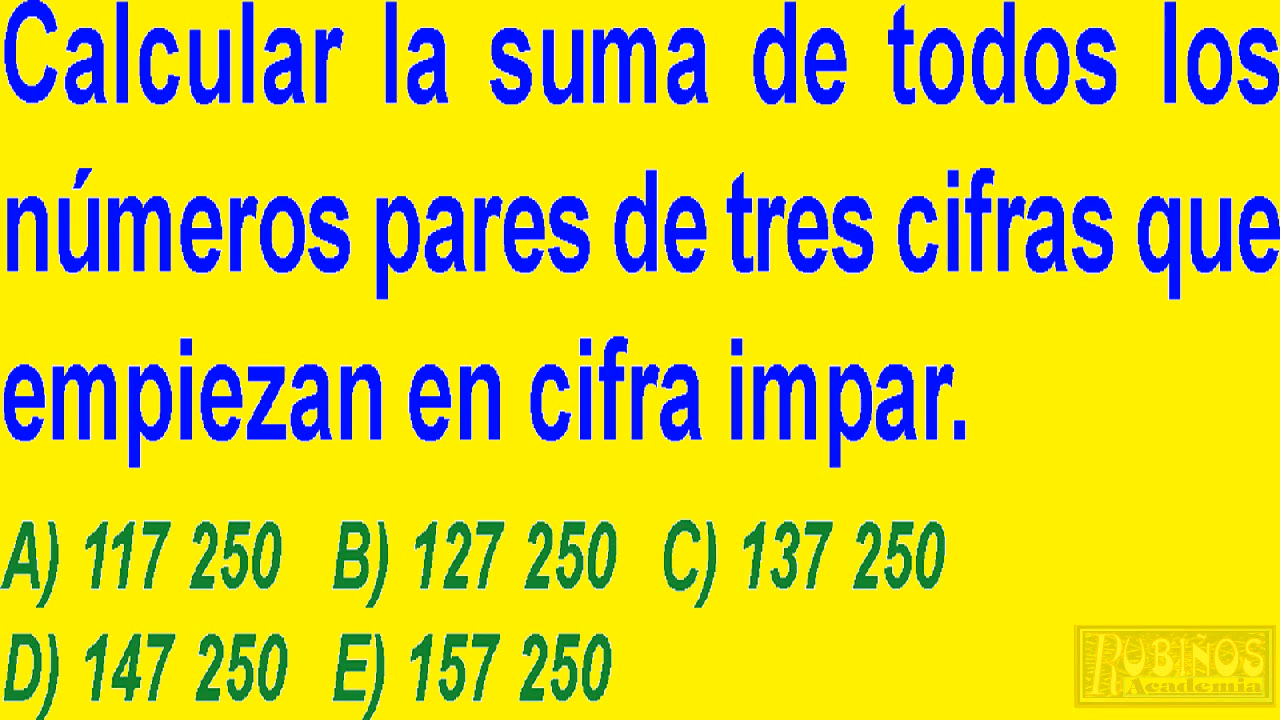 Calcular la suma de todos los
números pares de tres cifras que
empiezan en cifra impar.
A) 117 250 B) 127 250 C) 137 250
D) 147 250 E) 157 250
RUBIÑOS
Academia